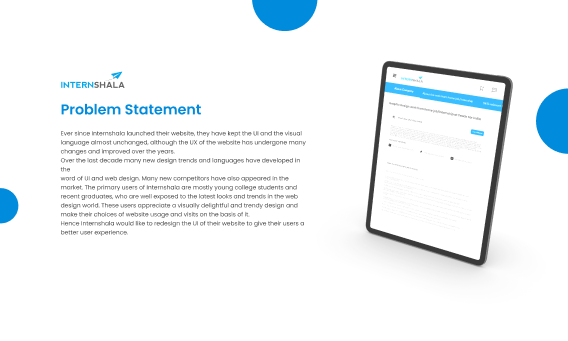 INTERNSHALA
Problem Statement
Ever since Internshala launched their website, they have kept the UI and the visual
language almost unchanged, although the UX of the website has undergone many
changes and improved over the years.
Over the last decade many new design trends and languages have developed in
the
word of UI and web design. Many new competitors have also appeared in the
market. The primary users of Internshala are mostly young college students and
recent graduates, who are well exposed to the latest looks and trends in the web
design world. These users appreciate a visually delightful and trendy design and
make their choices of website usage and visits on the basis of it.
Hence Internshala would like to redesign the UI of their website to give their users a
better user experience.
INTERNSHALA